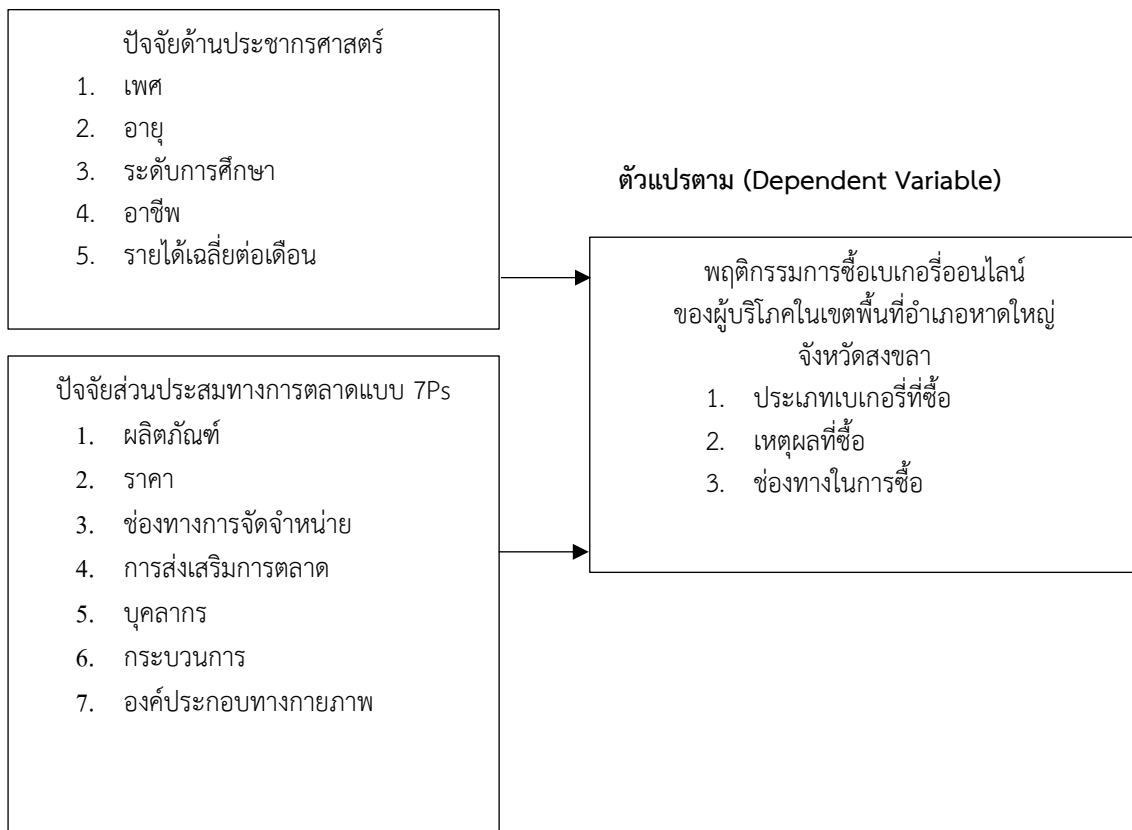 ปัจจัยด้านประชากรศาสตร์
1. เพศ
2. อายุ
3. ระดับการศึกษา
4. อาชีพ
5. รายได้เฉลี่ยต่อเดือน
ปัจจัยส่วนประสมทางการตลาดแบบ 7Ps
1. ผลิตภัณฑ์
2. ราคา
3. ช่องทางการจัดจำหน่าย
4. การส่งเสริมการตลาด
5. บุคลากร
6. กระบวนการ
7. องค์ประกอบทางกายภาพ
ตัวแปรตาม (Dependent Variable)
พฤติกรรมการซื้อเบเกอรี่ออนไลน์
ของผู้บริโภคในเขตพื้นที่อำเภอหาดใหญ่
จังหวัดสงขลา
1. ประเภทเบเกอรี่ที่ซื้อ
2. เหตุผลที่ซื้อ
3. ช่องทางในการซื้อ